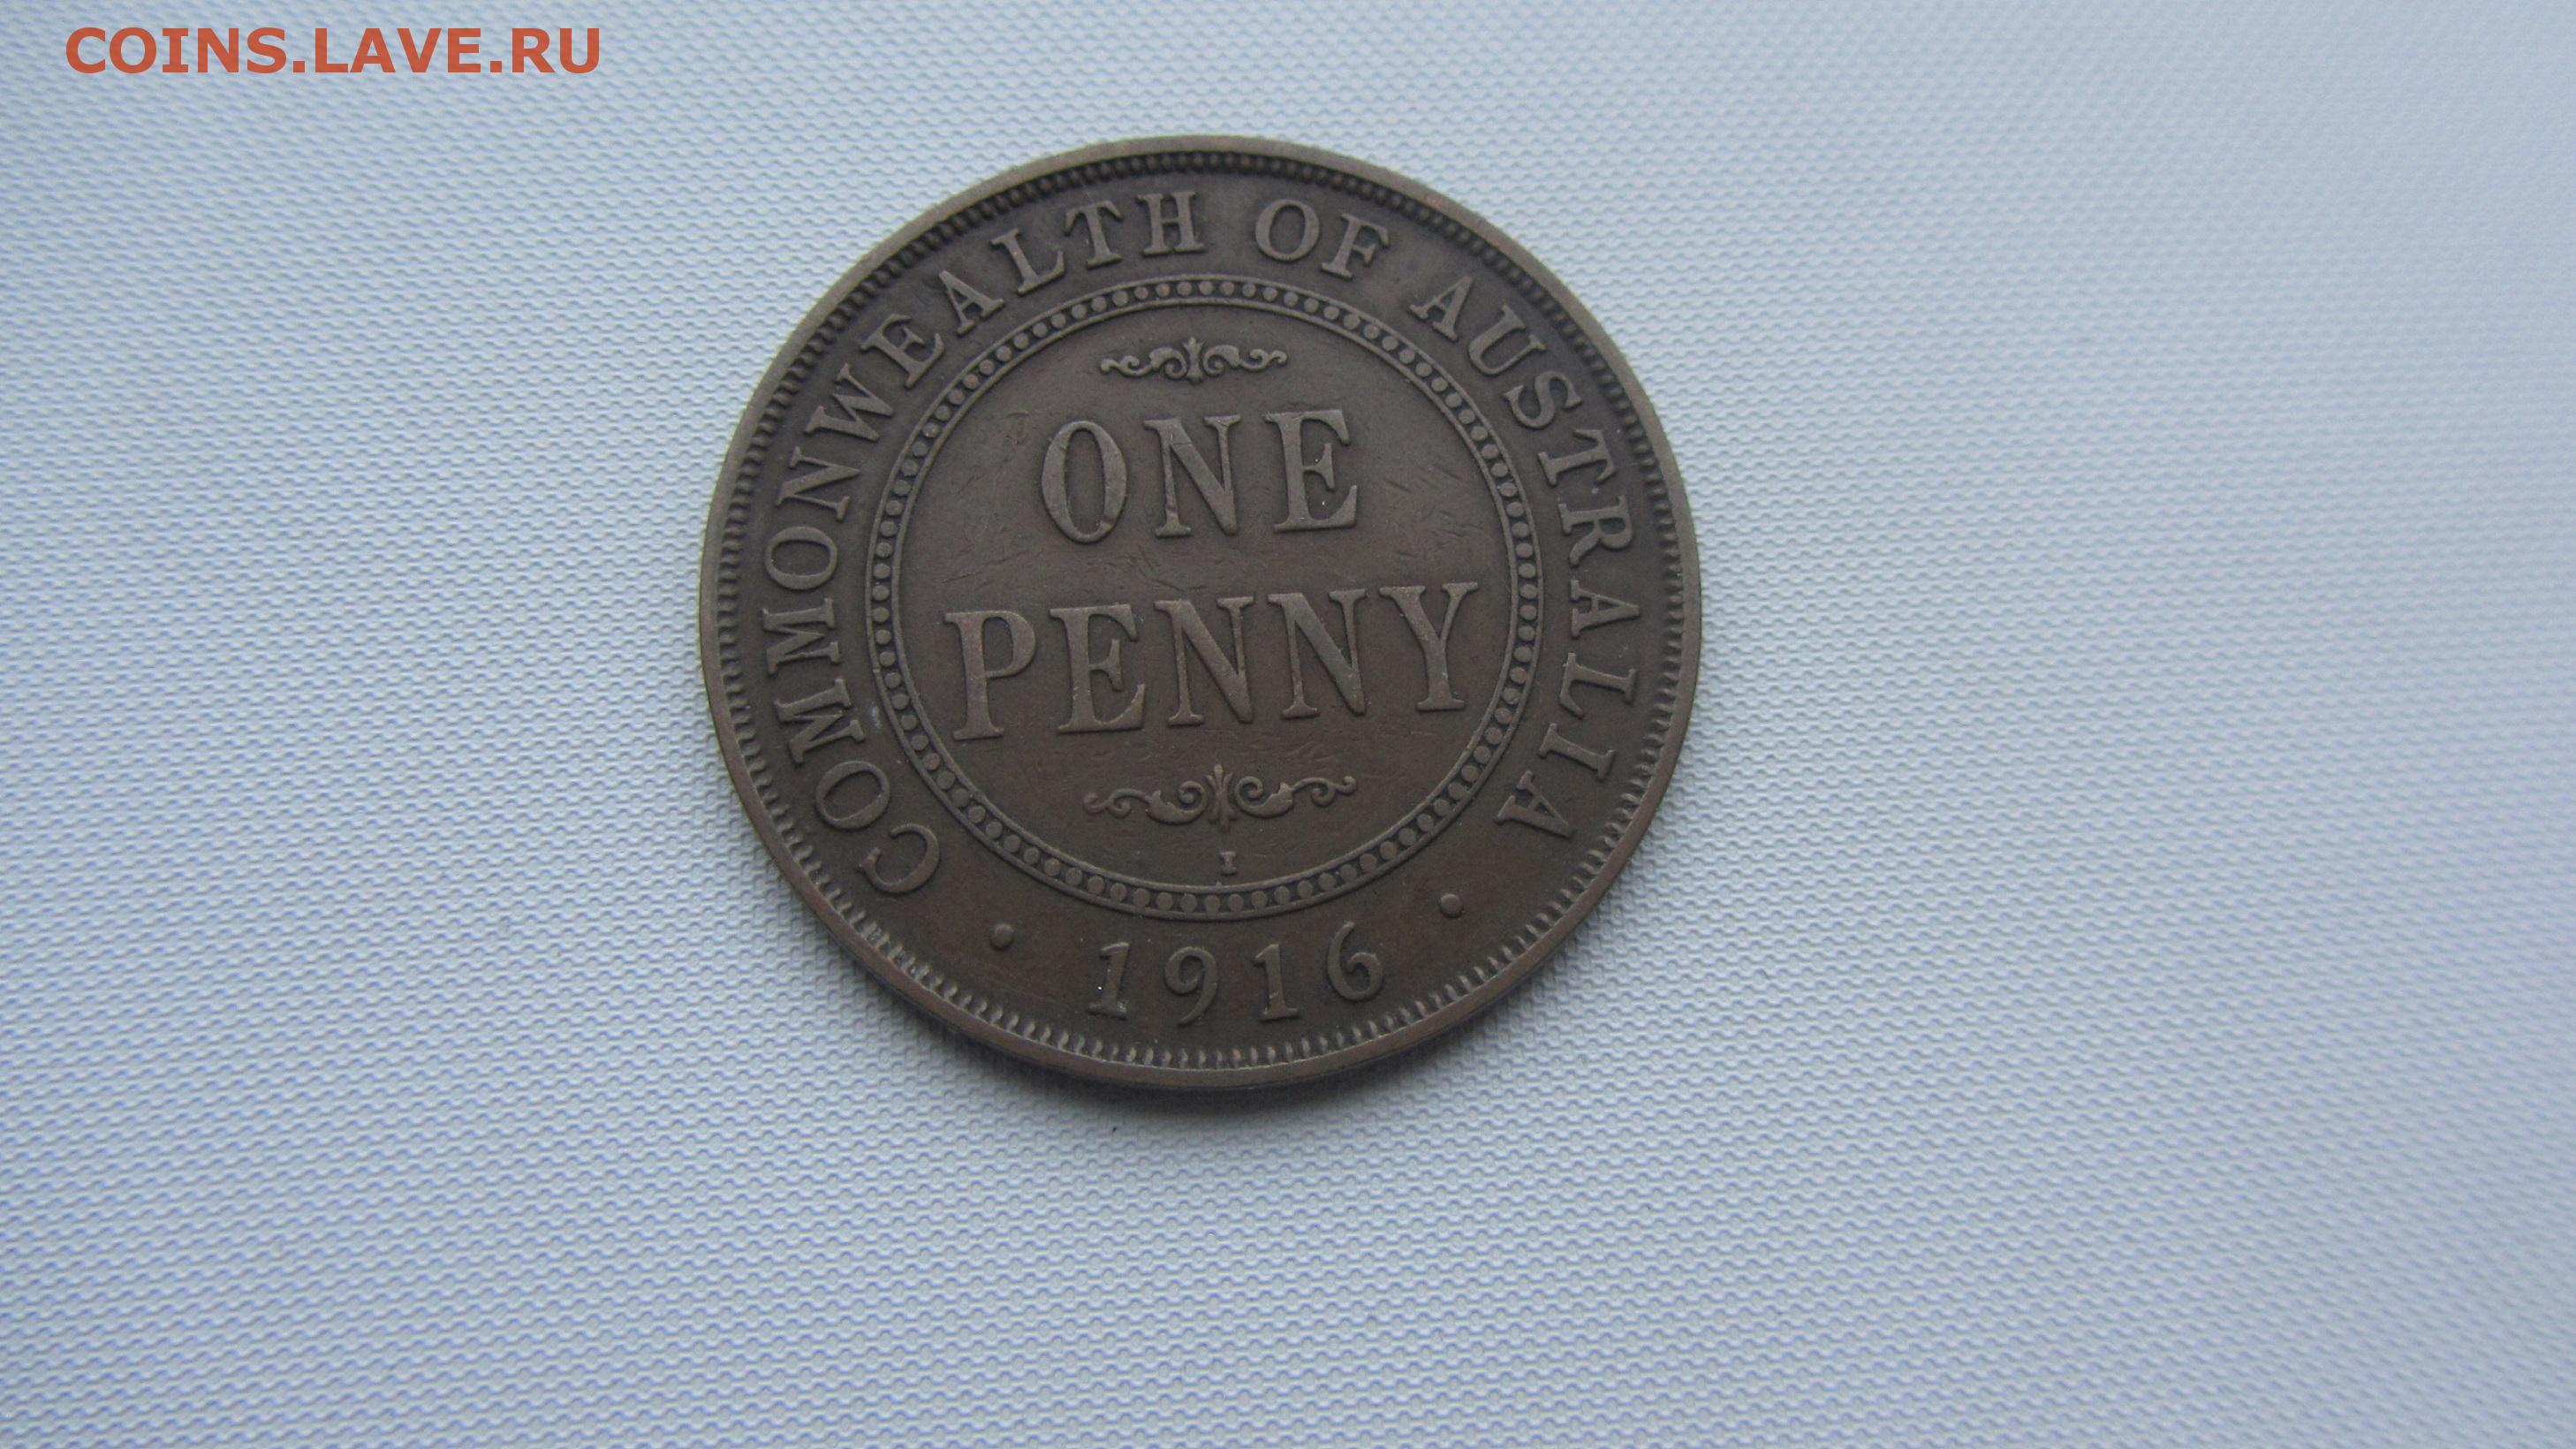 COINS.LAVE.RU
COMMONWEALTH OF AUSTRALIA
ONE
PENNY
I
· 1916 ·